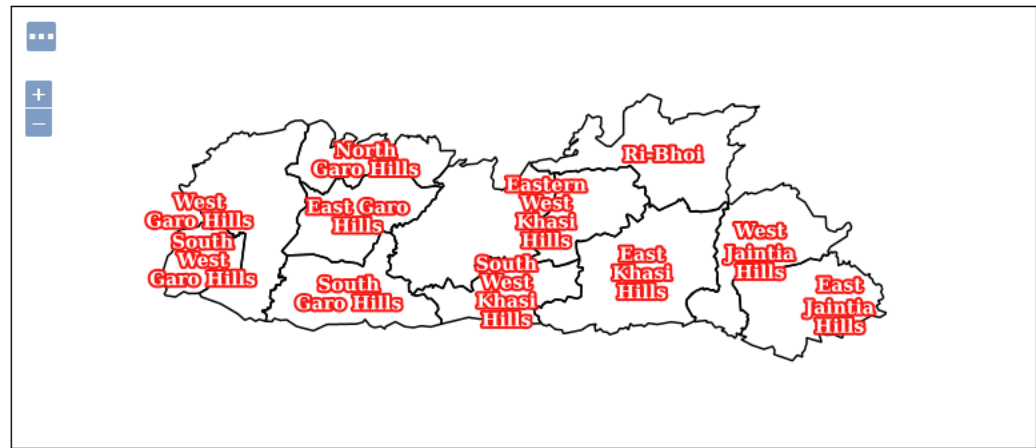 +
–
North
Garo Hills
Ri-Bhoi
Eastern
West
Khasi
Hills
West
Garo Hills
East Garo
Hills
South
West
Garo Hills
West
Jaintia
Hills
East
Khasi
Hills
South
West
Khasi
Hills
South
Garo Hills
East
Jaintia
Hills